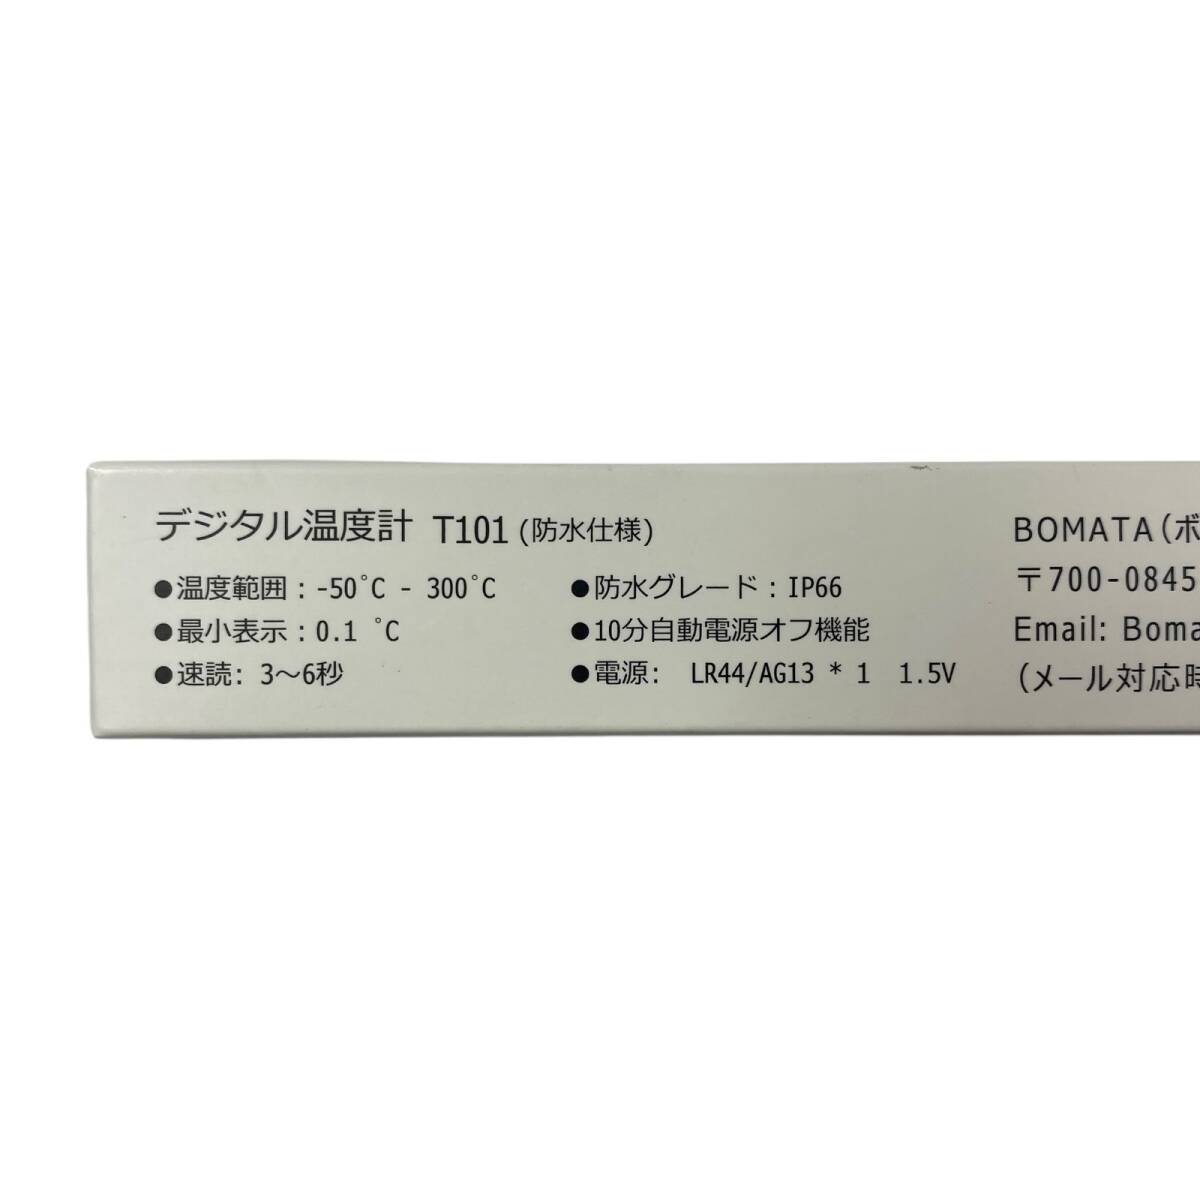 デジタル温度計 T101 (防水仕様)
●温度範囲：-50℃ - 300℃
●最小表示：0.1 ℃
●速読: 3〜6秒
●防水グレード：IP66
●10分自動電源オフ機能
●電源: LR44/AG13 * 1 1.5V
BOMATA(ボ
〒700-0845
Email: Boma
(メール対応時